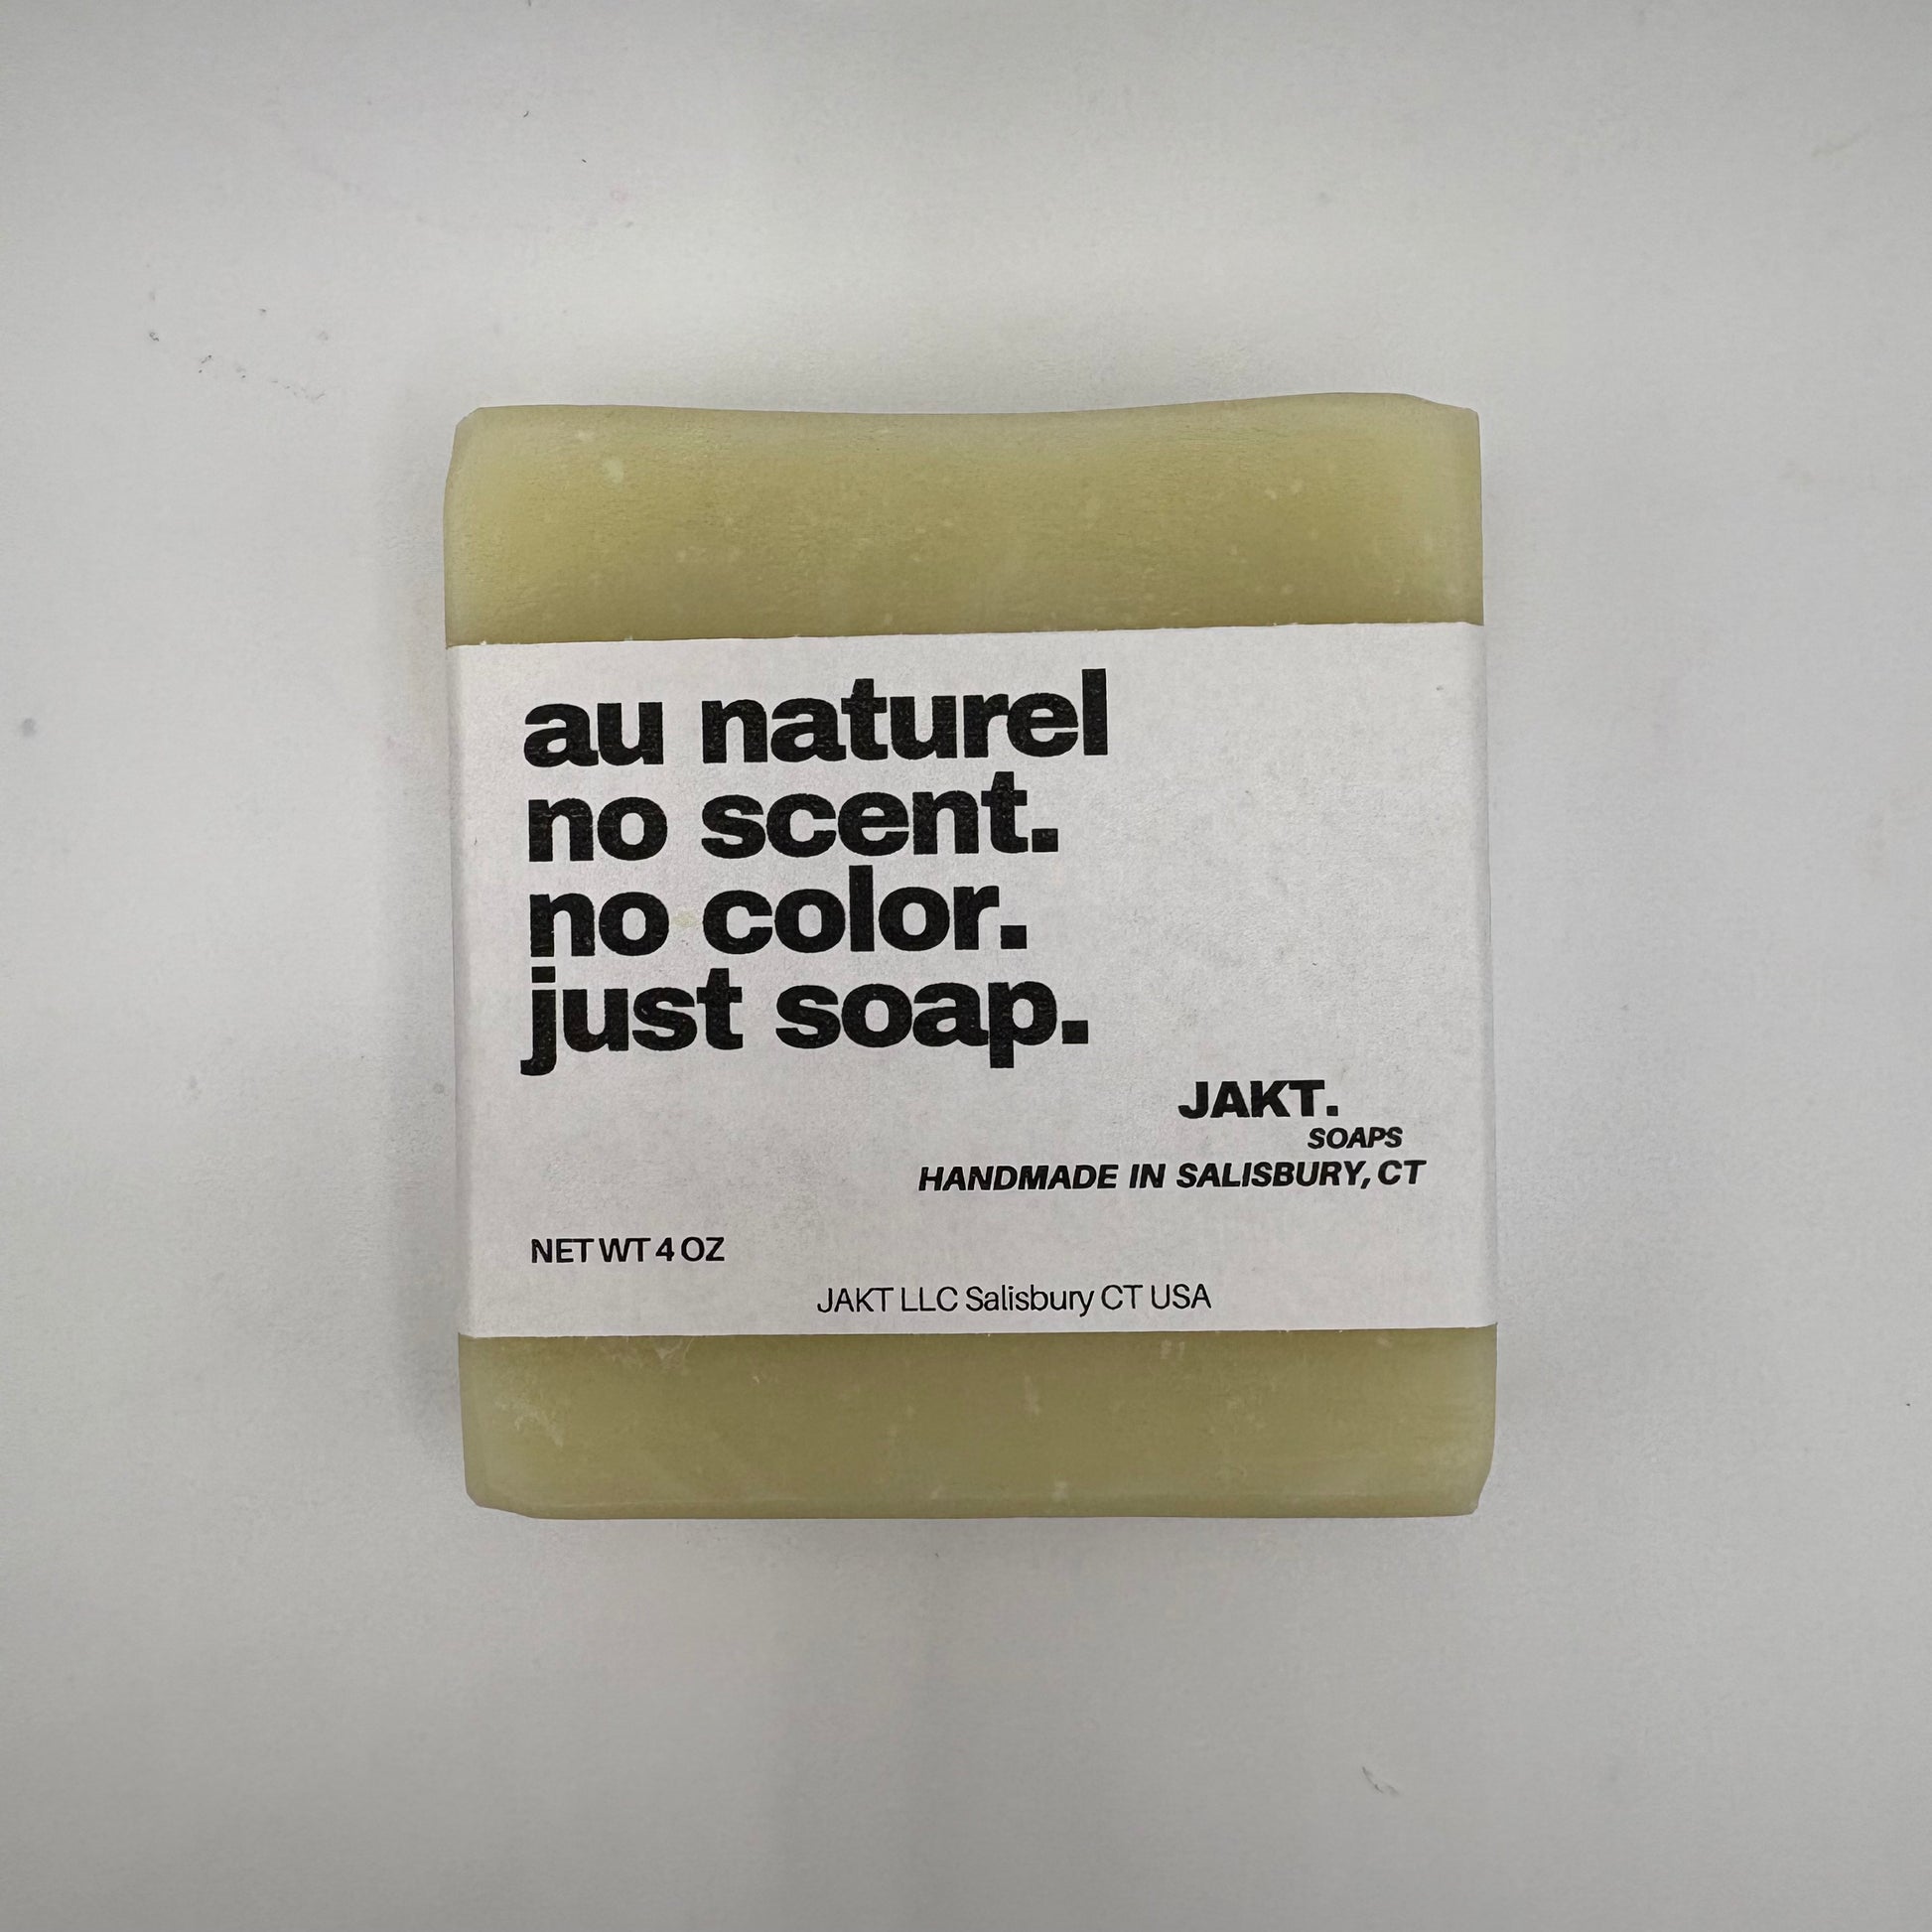 au naturel
no scent.
no color.
just soap.
JAKT.
SOAPS
HANDMADE IN SALISBURY, CT
NET WT 4 OZ
JAKT LLC Salisbury CT USA